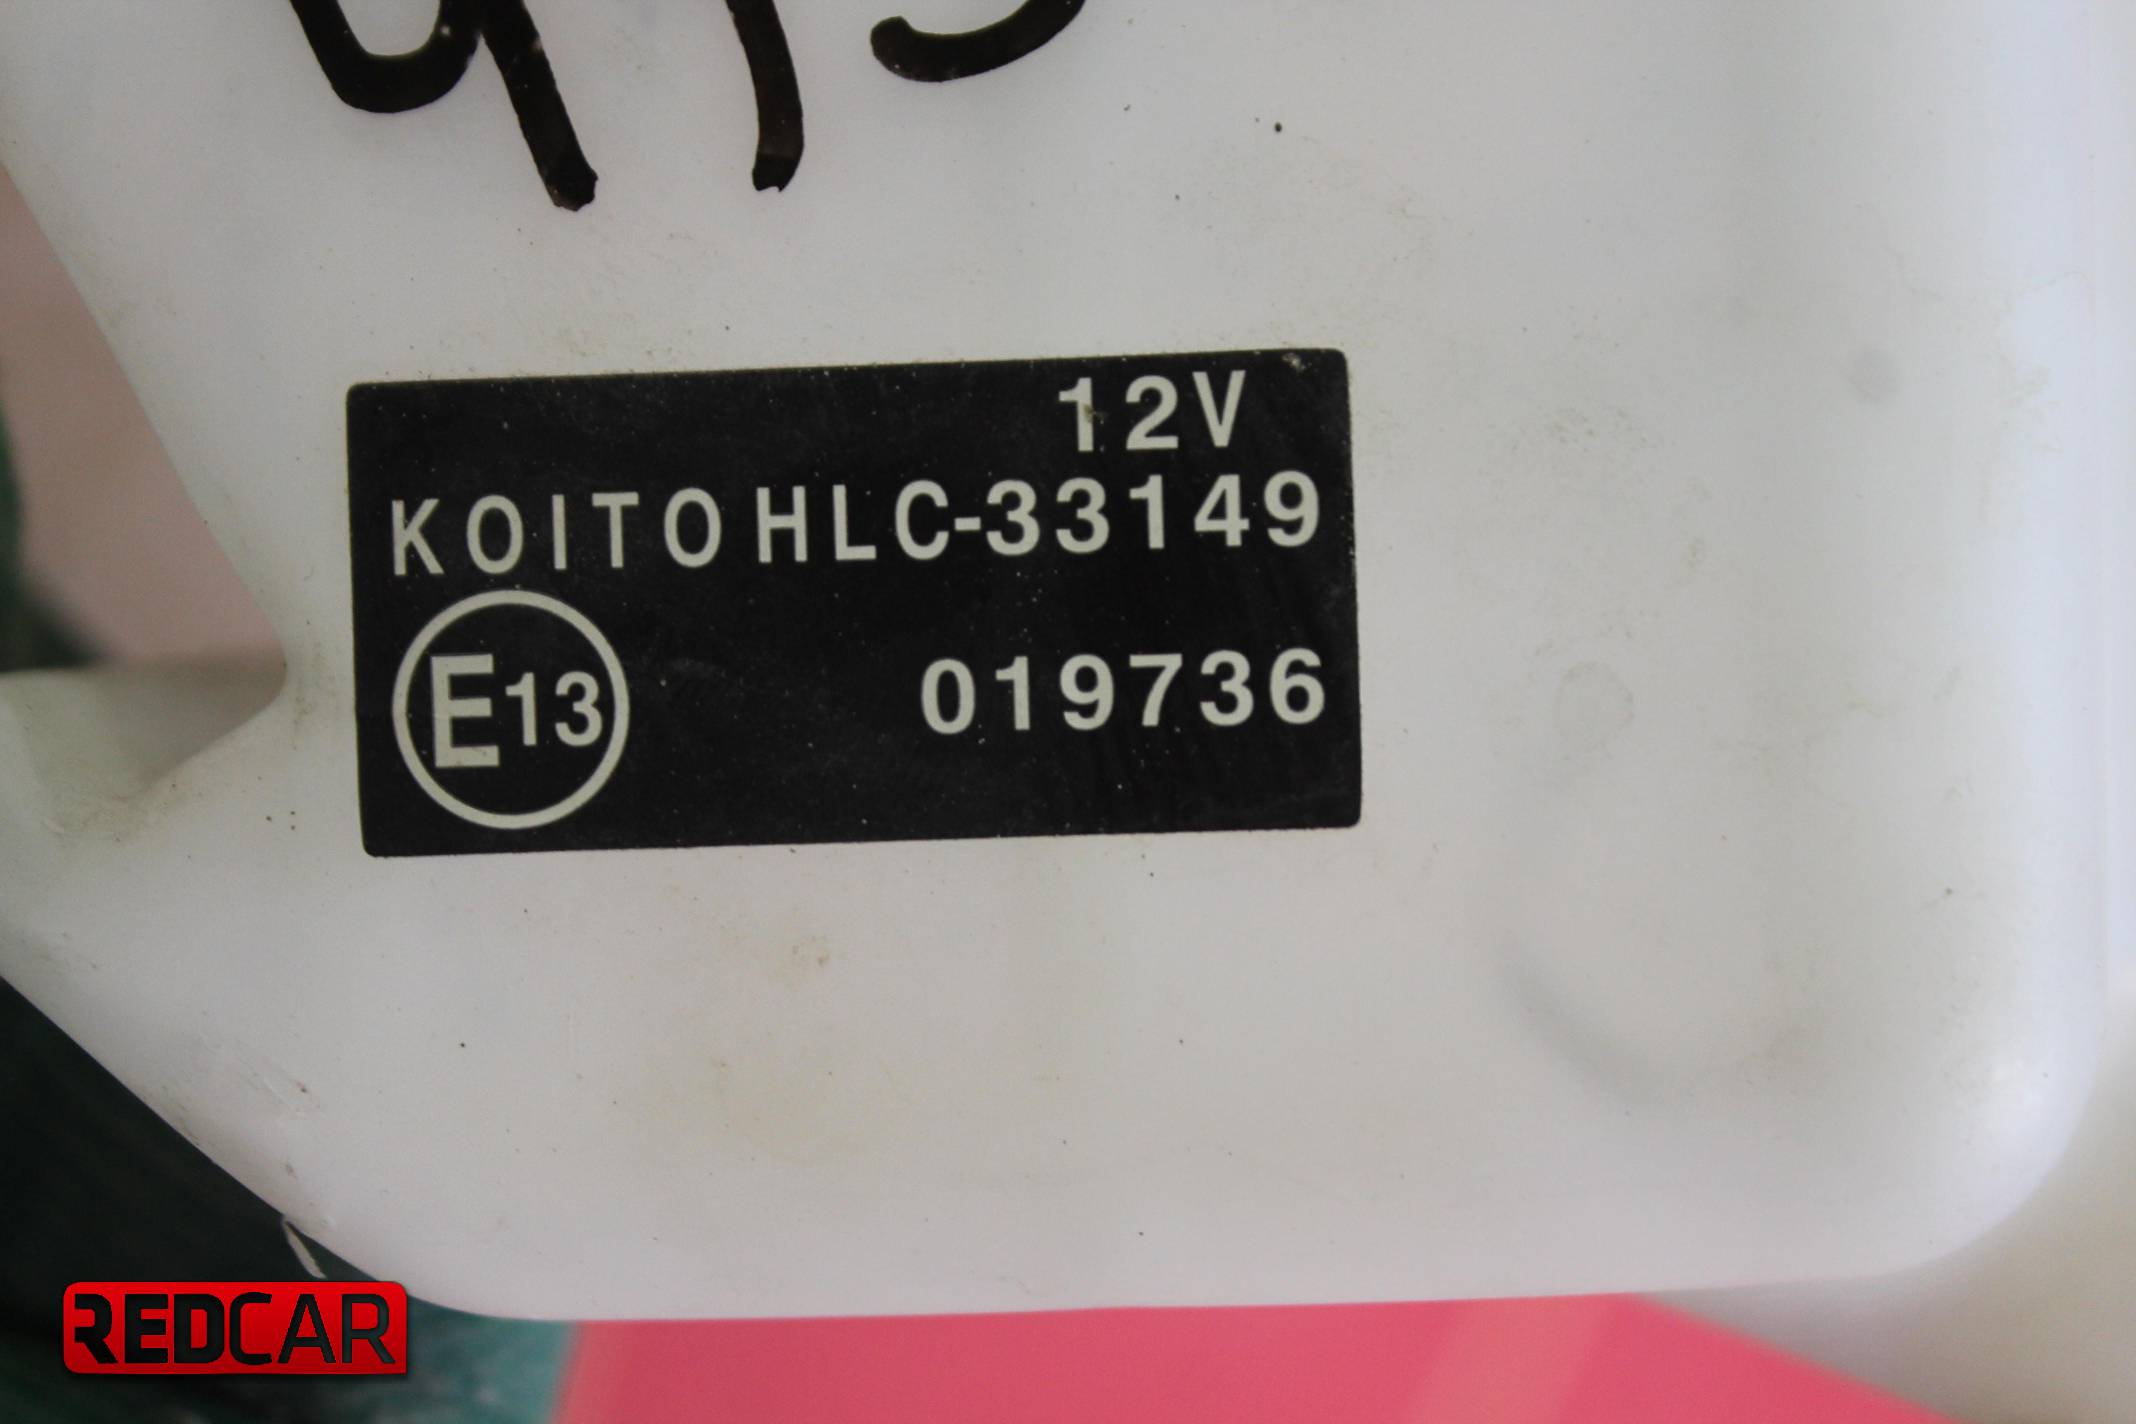 12V
KOITO HLC-33149
E13
019736
REDCAR